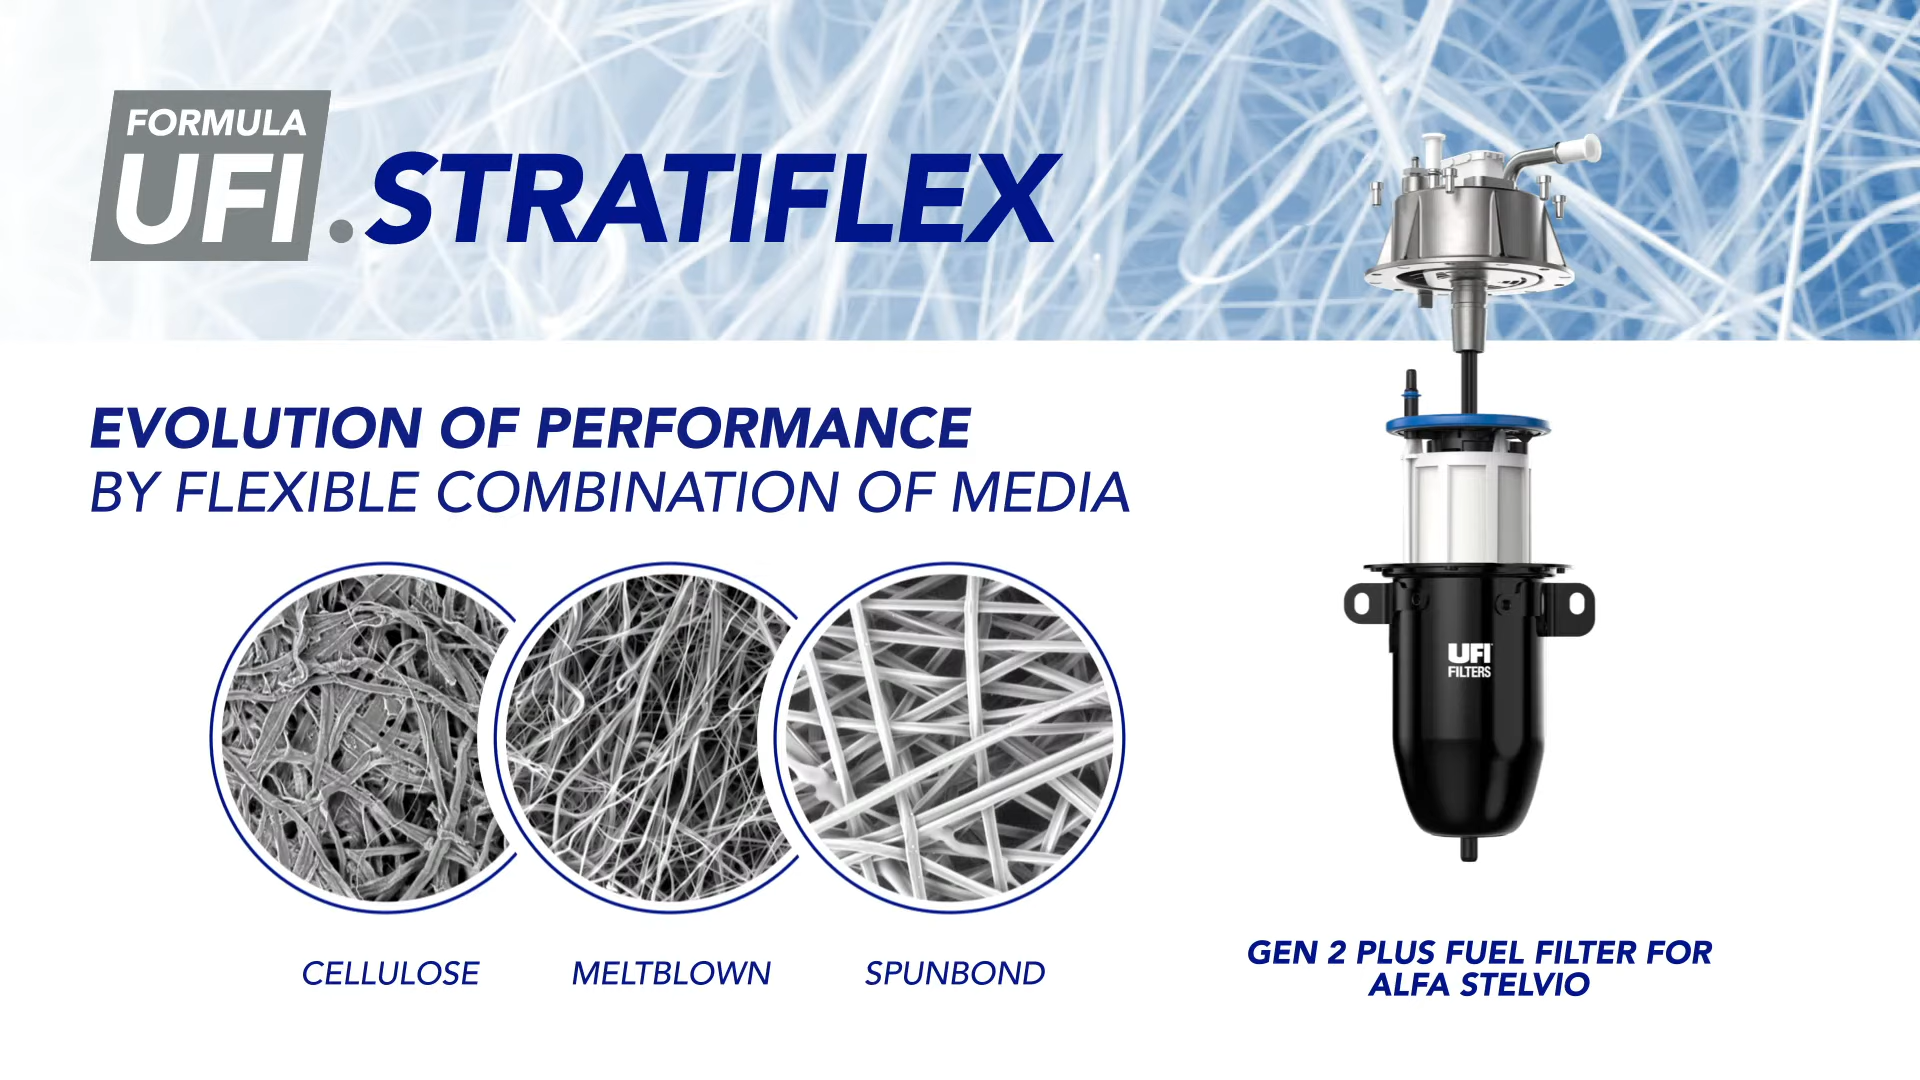 FORMULA
UFI
.STRATIFLEX
EVOLUTION OF PERFORMANCE
BY FLEXIBLE COMBINATION OF MEDIA
CELLULOSE
MELTBLOWN
SPUNBOND
UFI
FILTERS
GEN 2 PLUS FUEL FILTER FOR
ALFA STELVIO